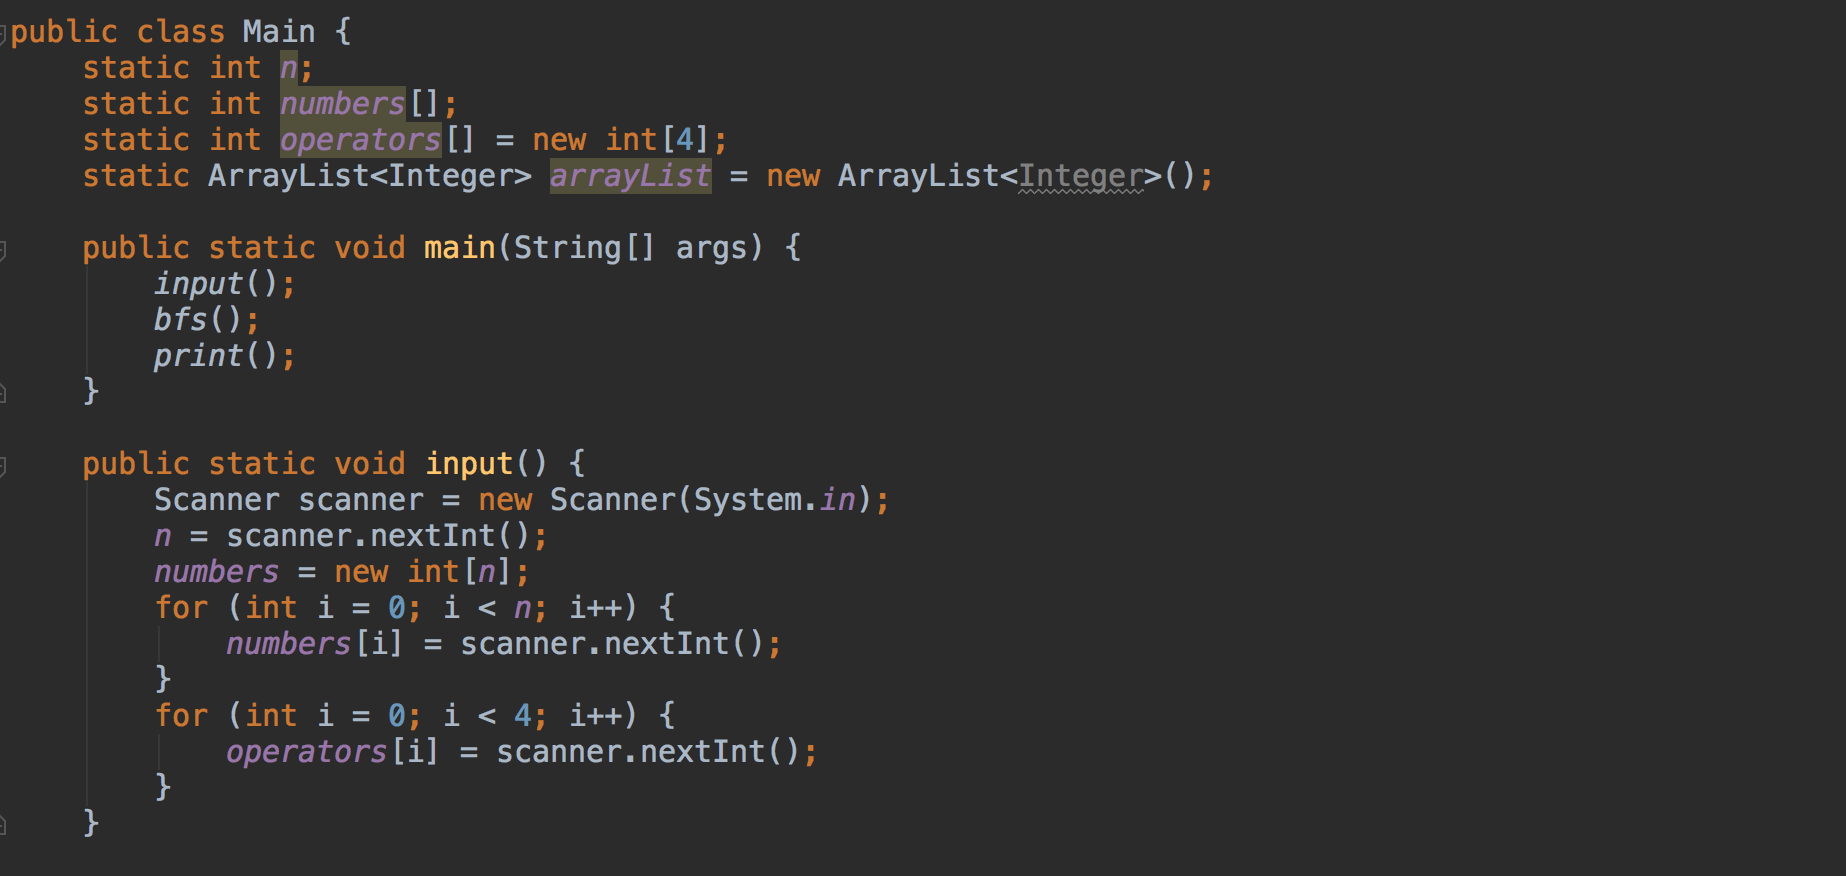 public class Main {
    static int n;
    static int numbers[];
    static int operators[] = new int[4];
    static ArrayList<Integer> arrayList = new ArrayList<Integer>();

    public static void main(String[] args) {
        input();
        bfs();
        print();
    }

    public static void input() {
        Scanner scanner = new Scanner(System.in);
        n = scanner.nextInt();
        numbers = new int[n];
        for (int i = 0; i < n; i++) {
            numbers[i] = scanner.nextInt();
        }
        for (int i = 0; i < 4; i++) {
            operators[i] = scanner.nextInt();
        }
    }